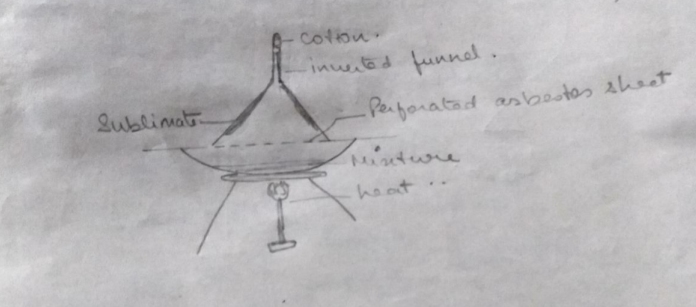 cotton.
inverted funnel.
Perforated asbestos sheet
Sublimate
Mixture
heat ..